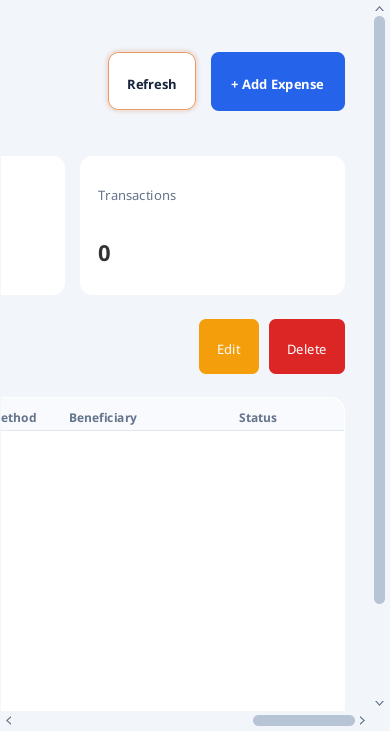 Refresh
+ Add Expense
Transactions
0
Edit
Delete
ethod
Beneficiary
Status